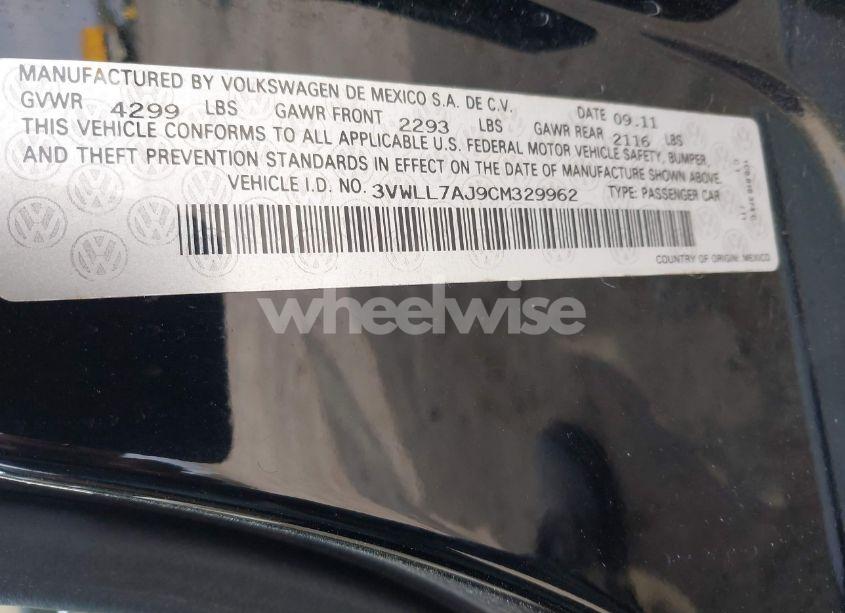 MANUFACTURED BY VOLKSWAGEN DE MEXICO S.A. DE C.V.
GVWR 4299 LBS GAWR FRONT 2293 LBS DATE 09.11 GAWR REAR 2116 LBS
THIS VEHICLE CONFORMS TO ALL APPLICABLE U.S. FEDERAL MOTOR VEHICLE SAFETY, BUMPER,
AND THEFT PREVENTION STANDARDS IN EFFECT ON THE DATE OF MANUFACTURE SHOWN ABOVE.
VEHICLE I.D. NO. 3VWLL7AJ9CM329962 TYPE: PASSENGER CAR
COUNTRY OF ORIGIN: MEXICO
wheelwise